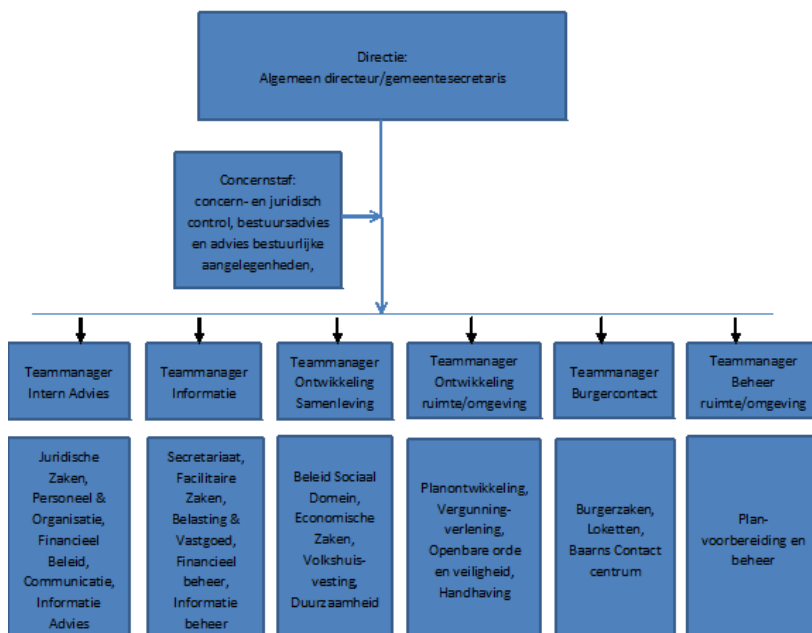 Directie:
Algemeen directeur/gemeentesecretaris
Concernstaf:
concern- en juridisch
control, bestuursadvies
en advies bestuurlijke
aangelegenheden,
Teammanager
Intern Advies
Teammanager
Informatie
Teammanager
Ontwikkeling
Samenleving
Teammanager
Ontwikkeling
ruimte/omgeving
Teammanager
Burgercontact
Teammanager
Beheer
ruimte/omgeving
Juridische
Zaken,
Personeel &
Organisatie,
Financieel
Beleid,
Communicatie,
Informatie
Advies
Secretariaat,
Facilitaire
Zaken,
Belasting &
Vastgoed,
Financieel
beheer,
Informatie
beheer
Beleid Sociaal
Domein,
Economische
Zaken,
Volkshuis-
vesting,
Duurzaamheid
Planontwikkeling,
Vergunning-
verlening,
Openbare orde
en veiligheid,
Handhaving
Burgerzaken,
Loketten,
Baarns Contact
centrum
Plan-
voorbereiding en
beheer